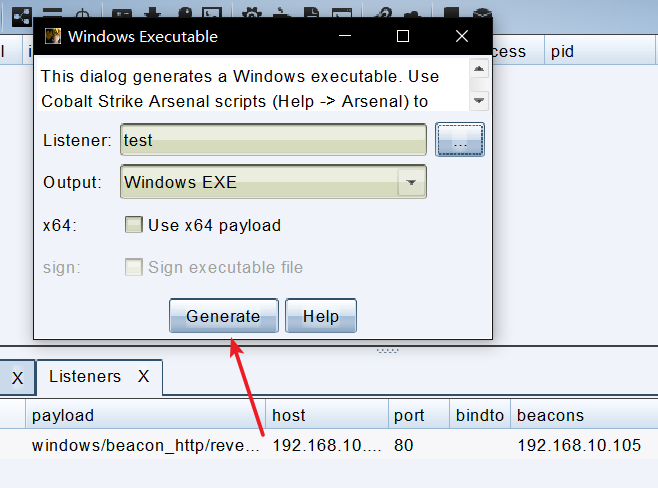 cess
pid
Windows Executable
This dialog generates a Windows executable. Use
Cobalt Strike Arsenal scripts (Help -> Arsenal) to
Listener: test ...
Output: Windows EXE
x64: Use x64 payload
sign: Sign executable file
Generate Help
X Listeners X
payload host port bindto beacons
windows/beacon_http/reve... 192.168.10.... 80 192.168.10.105